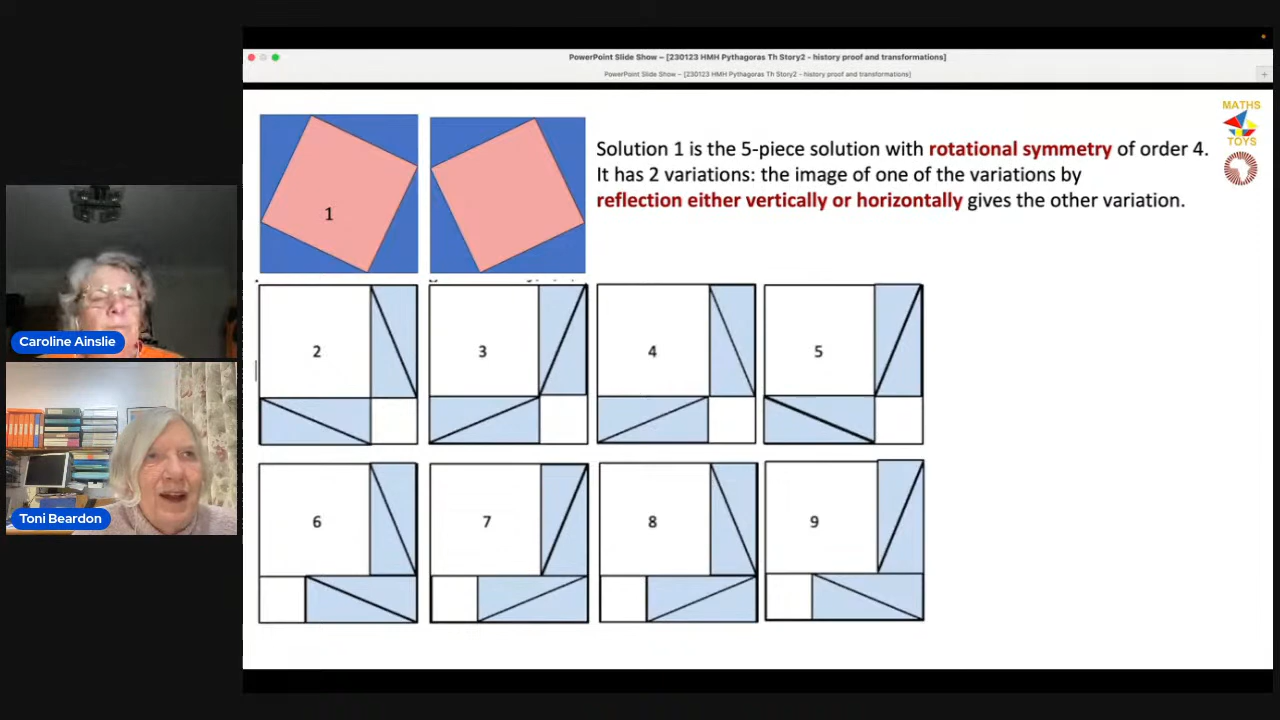 PowerPoint Slide Show – [230123 HMH Pythagoras Th Story2 - history proof and transformations]
PowerPoint Slide Show – [230123 HMH Pythagoras Th Story2 - history proof and transformations]
MATHS
TOYS
Solution 1 is the 5-piece solution with rotational symmetry of order 4.
It has 2 variations: the image of one of the variations by
reflection either vertically or horizontally gives the other variation.
1
2
3
4
5
6
7
8
9
Caroline Ainslie
Toni Beardon